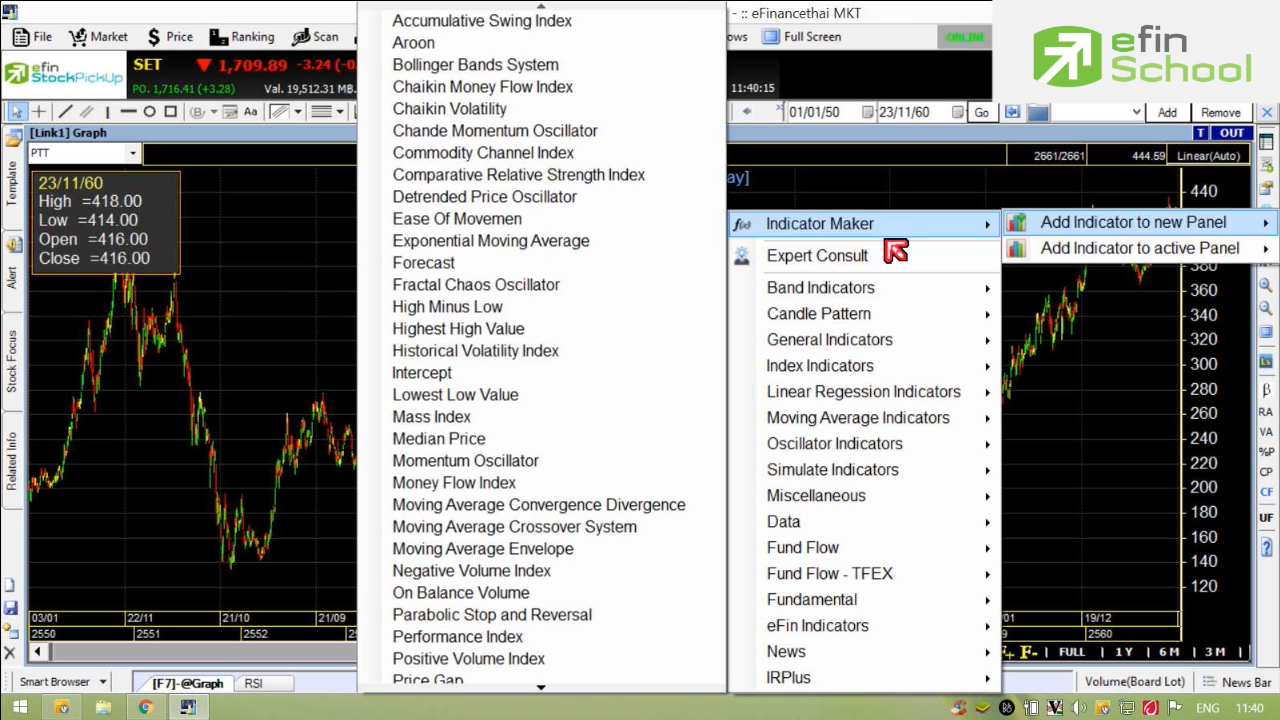 - :: eFinancethai MKT
efin
School
File
Market
Price
Ranking
Scan
ows
Full Screen
ONLINE
efin
StockPickUp
SET
1,709.89
-3.24 (-0.
PO. 1,716.41 (+3.28)
Val. 19,512.31 MB.
11:40:15
Aa
01/01/50
23/11/60
Go
Add
Remove
[Link1] Graph
T
OUT
PTT
2661/2661
444.59
Linear(Auto)
ay]
23/11/60
High =418.00
Low =414.00
Open =416.00
Close =416.00
Template
Alert
Stock Focus
Related Info
Accumulative Swing Index
Aroon
Bollinger Bands System
Chaikin Money Flow Index
Chaikin Volatility
Chande Momentum Oscillator
Commodity Channel Index
Comparative Relative Strength Index
Detrended Price Oscillator
Ease Of Movemen
Exponential Moving Average
Forecast
Fractal Chaos Oscillator
High Minus Low
Highest High Value
Historical Volatility Index
Intercept
Lowest Low Value
Mass Index
Median Price
Momentum Oscillator
Money Flow Index
Moving Average Convergence Divergence
Moving Average Crossover System
Moving Average Envelope
Negative Volume Index
On Balance Volume
Parabolic Stop and Reversal
Performance Index
Positive Volume Index
Price Gap
f(x) Indicator Maker
Expert Consult
Band Indicators
Candle Pattern
General Indicators
Index Indicators
Linear Regression Indicators
Moving Average Indicators
Oscillator Indicators
Simulate Indicators
Miscellaneous
Data
Fund Flow
Fund Flow - TFEX
Fundamental
eFin Indicators
News
IRPlus
Add Indicator to new Panel
Add Indicator to active Panel
440
380
360
340
320
300
280
260
240
220
200
180
160
140
120
Ls
β
RA
VA
%P
CP
CF
UF
03/01
22/11
21/10
21/09
/01
19/12
2550
2551
2552
2
9
2560
F+
F-
FULL
1 Y
6 M
3 M
Smart Browser
[F7]-@Graph
RSI
Volume(Board Lot)
News Bar
ENG
11:40